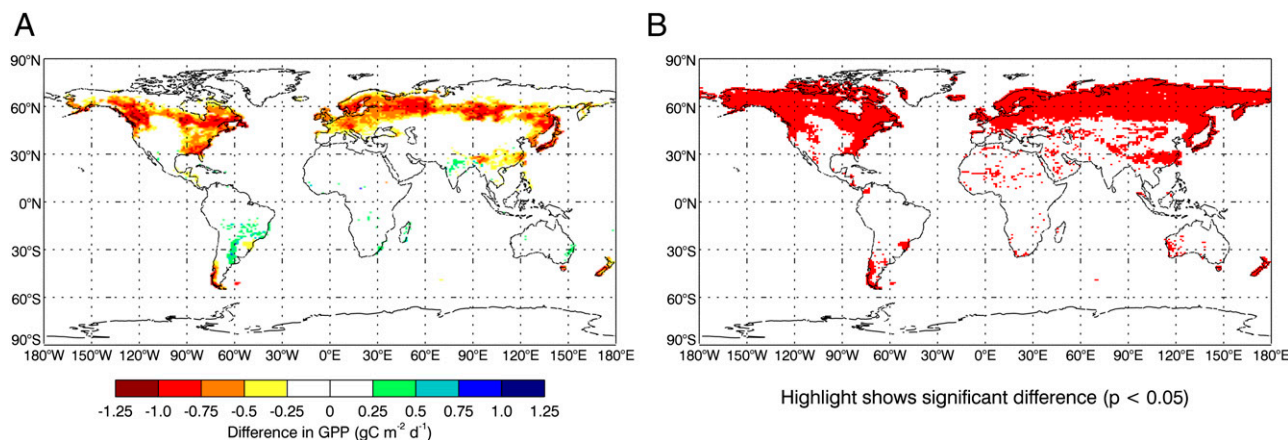 A
B
90°N
60°N
30°N
0°N
30°S
60°S
90°S
180°W 150°W 120°W 90°W 60°W 30°W 0°E 30°E 60°E 90°E 120°E 150°E 180°E
90°N
60°N
30°N
0°N
30°S
60°S
90°S
180°W 150°W 120°W 90°W 60°W 30°W 0°E 30°E 60°E 90°E 120°E 150°E 180°E
-1.25 -1.0 -0.75 -0.5 -0.25 0 0.25 0.50 0.75 1.0 1.25
Difference in GPP (gC m⁻² d⁻¹)
Highlight shows significant difference (p < 0.05)